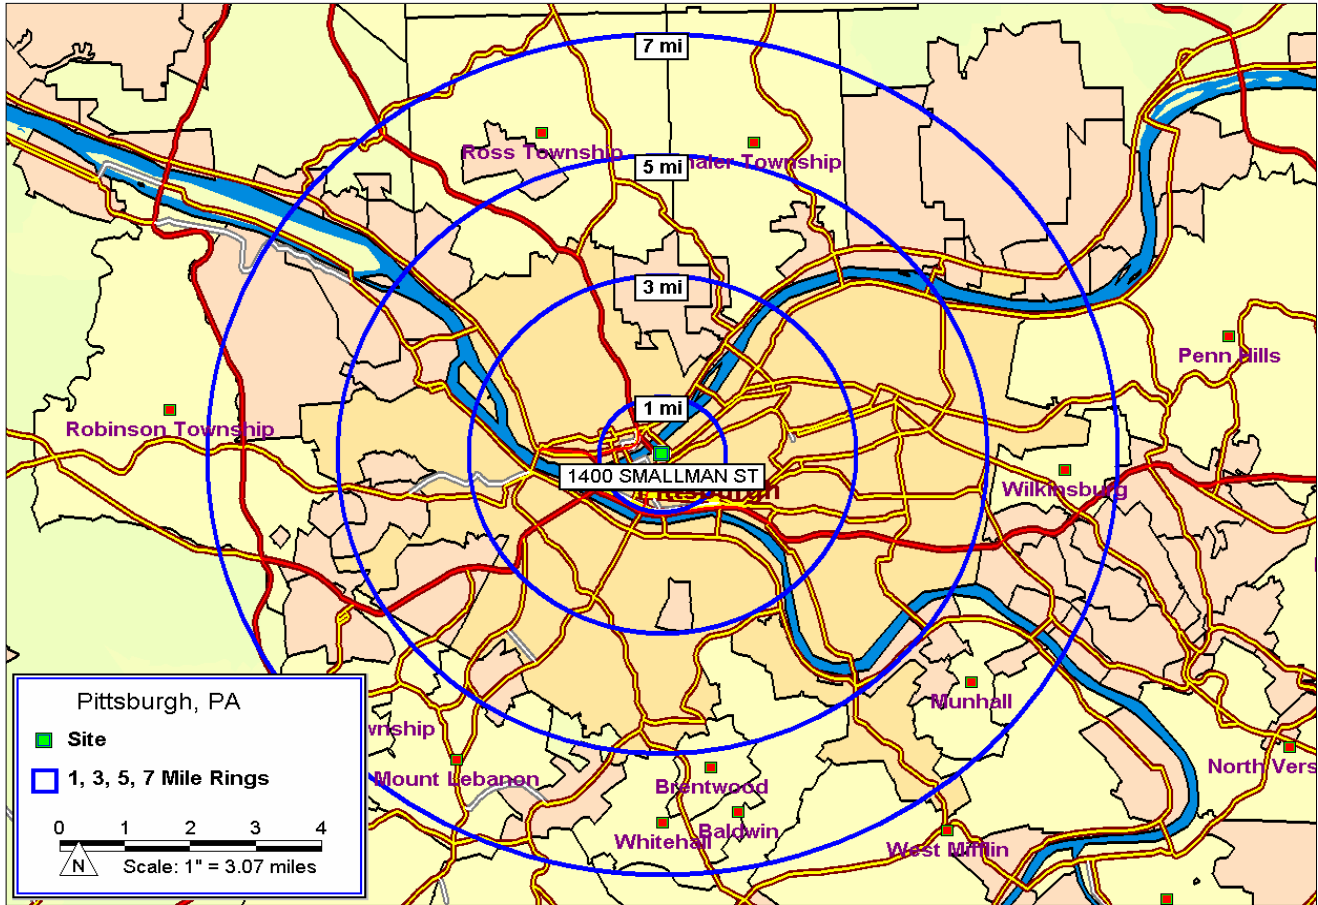 7 mi
Ross Township
5 mi
haler Township
3 mi
Penn Hills
1 mi
Robinson Township
1400 SMALLMAN ST
Pittsburgh
Wilkinsburg
Munhall
wnship
Mount Lebanon
North Vers
Brentwood
Baldwin
Whitehall
West Mifflin
Pittsburgh, PA
Site
1, 3, 5, 7 Mile Rings
0 1 2 3 4
N Scale: 1" = 3.07 miles